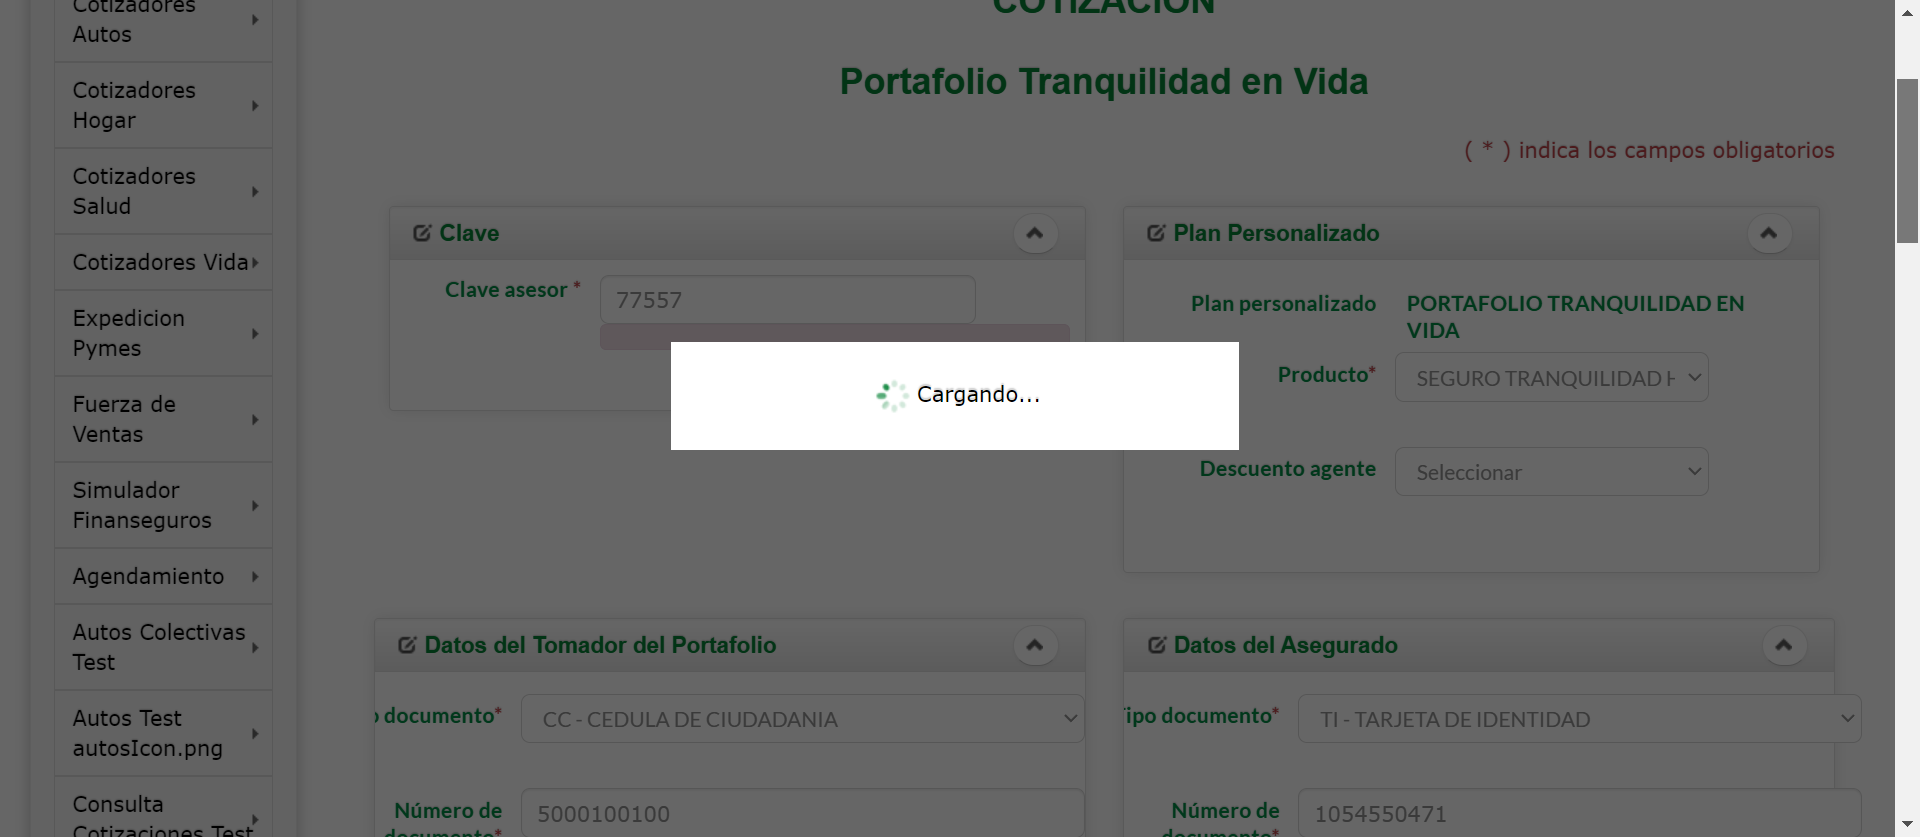 Cotizadores
Autos
Cotizadores
Hogar
Cotizadores
Salud
Cotizadores Vida
Expedicion
Pymes
Fuerza de
Ventas
Simulador
Finanseguros
Agendamiento
Autos Colectivas
Test
Autos Test
autosIcon.png
Consulta
Cotizaciones Test
COTIZACIÓN
Portafolio Tranquilidad en Vida
( * ) indica los campos obligatorios
Clave
Clave asesor *
77557
Plan Personalizado
Plan personalizado
PORTAFOLIO TRANQUILIDAD EN
VIDA
Producto*
SEGURO TRANQUILIDAD H
Descuento agente
Seleccionar
Cargando...
Datos del Tomador del Portafolio
o documento*
CC - CEDULA DE CIUDADANIA
Número de
documento*
5000100100
Datos del Asegurado
Tipo documento*
TI - TARJETA DE IDENTIDAD
Número de
documento*
1054550471